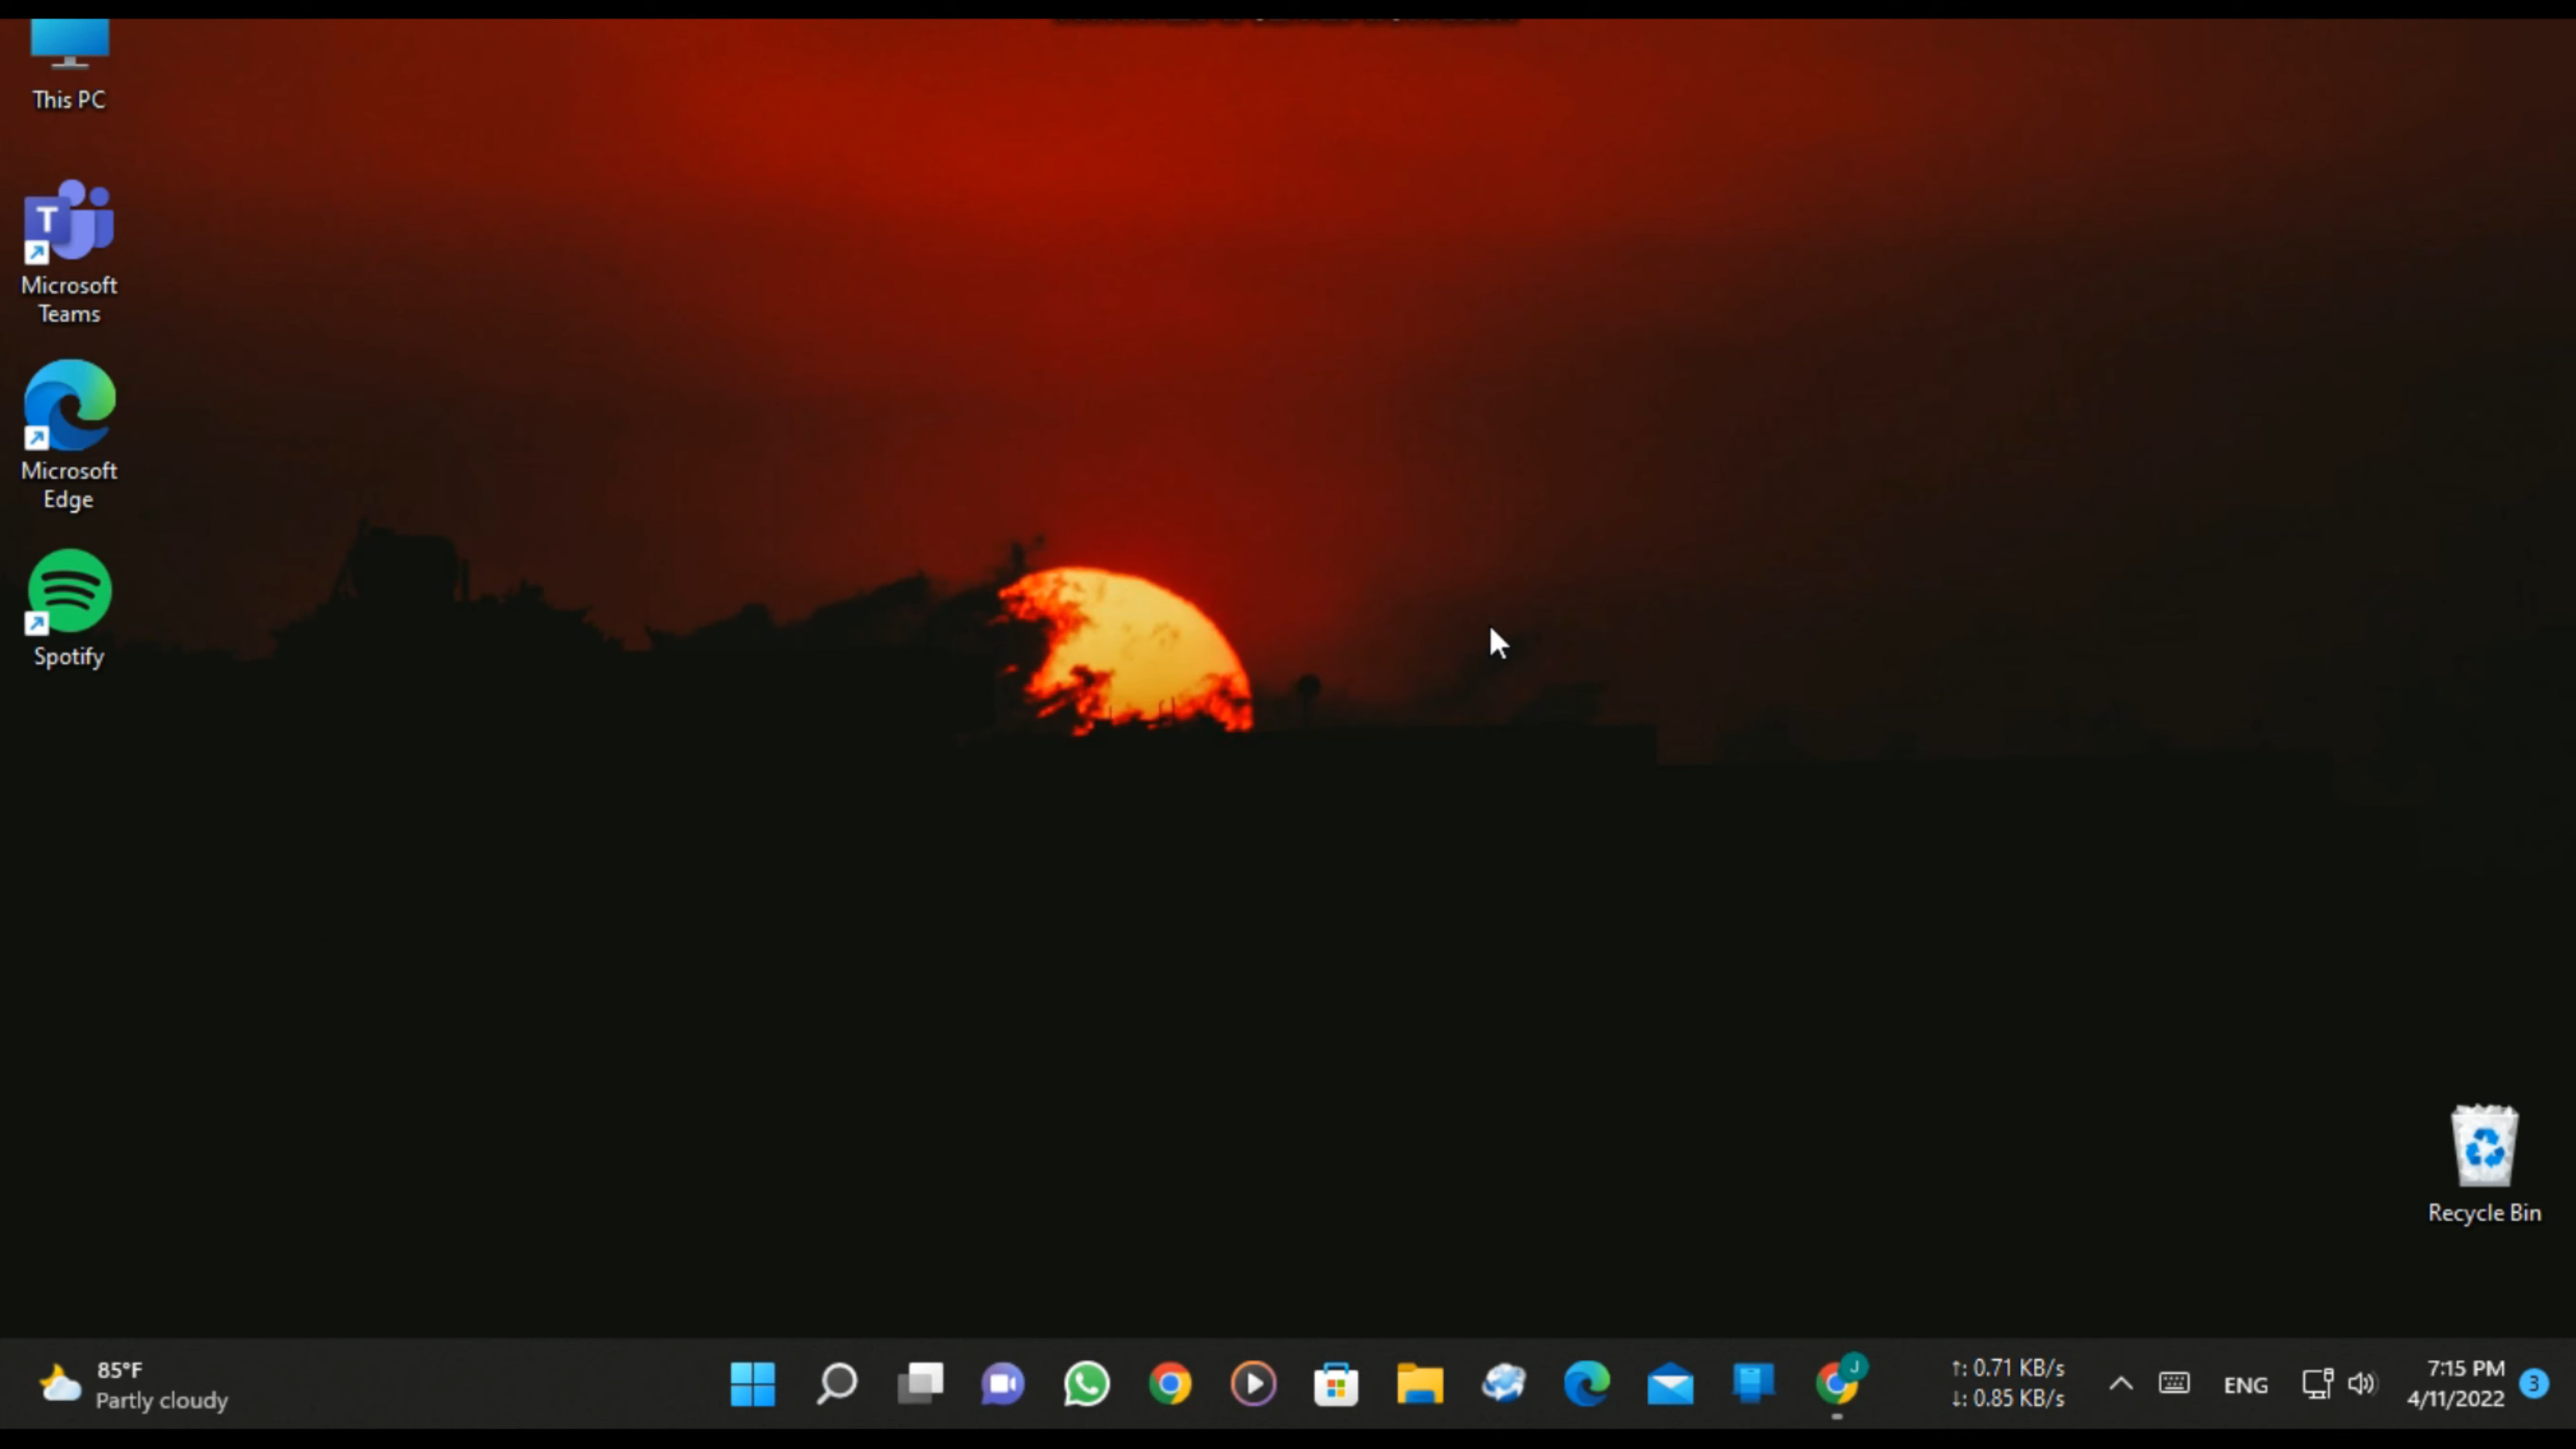 This PC
T
Microsoft
Teams
Microsoft
Edge
Spotify
Recycle Bin
85°F
Partly cloudy
J
↑: 0.71 KB/s
↓: 0.85 KB/s
ENG
7:15 PM
4/11/2022
3